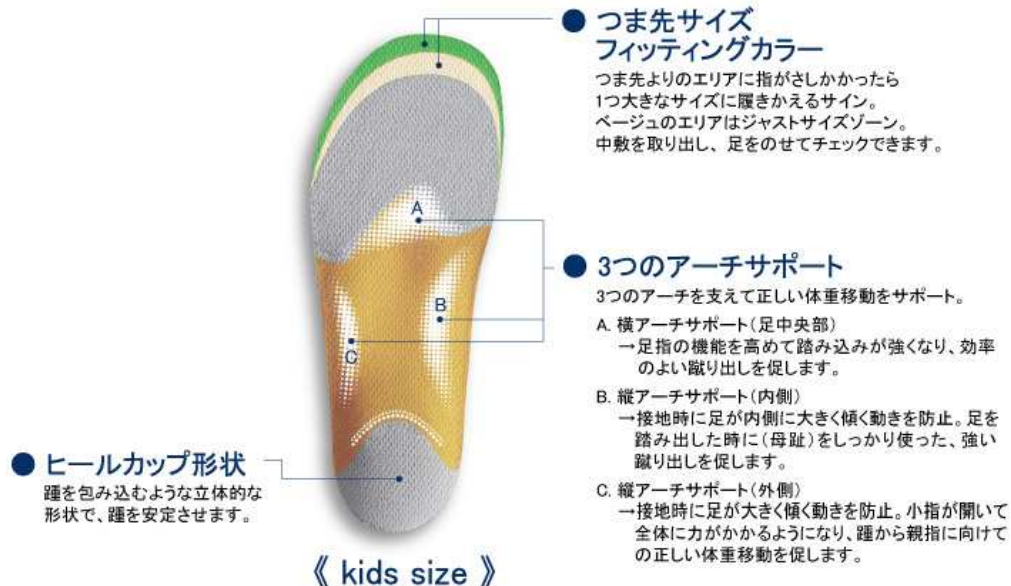 つま先サイズ
フィッティングカラー
つま先よりのエリアに指がさしかかったら
1つ大きなサイズに履きかえるサイン。
ベージュのエリアはジャストサイズゾーン。
中敷を取り出し、足をのせてチェックできます。
3つのアーチサポート
3つのアーチを支えて正しい体重移動をサポート。
A. 横アーチサポート(足中央部)
→足指の機能を高めて踏み込みが強くなり、効率
のよい蹴り出しを促します。
B. 縦アーチサポート(内側)
→接地時に足が内側に大きく傾く動きを防止。足を
踏み出した時に(母趾)をしっかり使った、強い
蹴り出しを促します。
C. 縦アーチサポート(外側)
→接地時に足が大きく傾く動きを防止。小指が開いて
全体に力がかかるようになり、踵から親指に向けて
の正しい体重移動を促します。
A
B
C
ヒールカップ形状
踵を包み込むような立体的な
形状で、踵を安定させます。
《 kids size 》